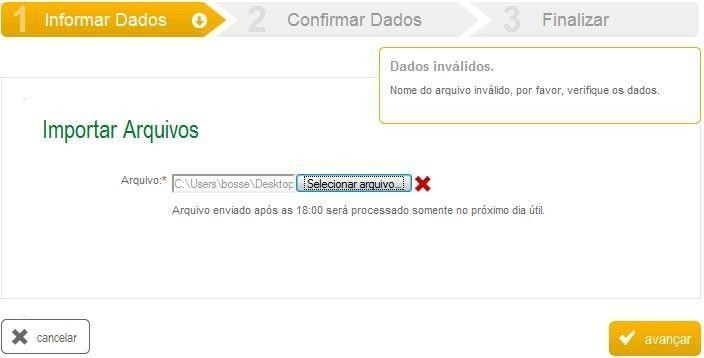 1 Informar Dados
2 Confirmar Dados
3 Finalizar
Dados inválidos.
Nome do arquivo inválido, por favor, verifique os dados.
Importar Arquivos
Arquivo:* C:\Users\bosse\Desktop Selecionar arquivo...
Arquivo enviado após as 18:00 será processado somente no próximo dia útil.
cancelar
avançar